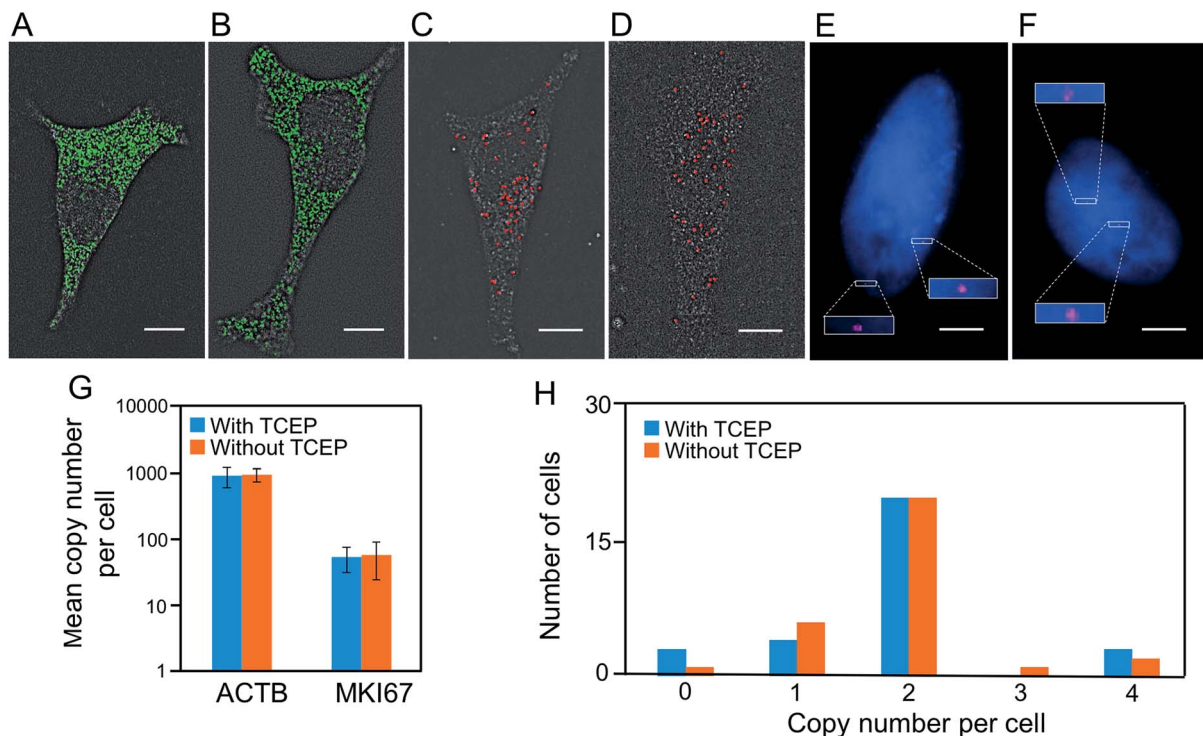 A
B
C
D
E
F
G
Mean copy number
per cell
10000
1000
100
10
1
With TCEP
Without TCEP
ACTB
MKI67
H
Number of cells
30
15
0
With TCEP
Without TCEP
0
1
2
3
4
Copy number per cell